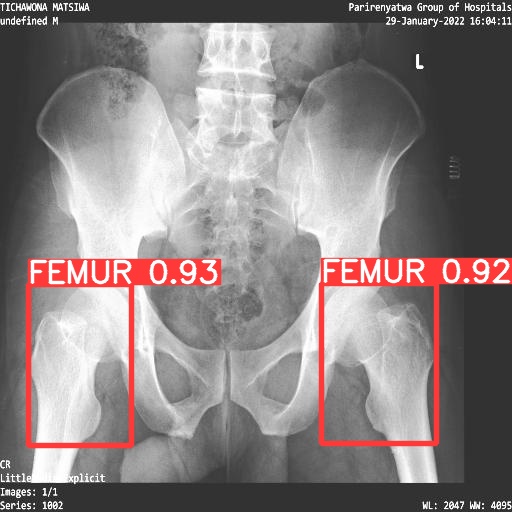 TICHAWONA MATSIWA
undefined M
Parirenyatwa Group of Hospitals
29-January-2022 16:04:11
L
FEMUR 0.93
FEMUR 0.92
CR
Little explicit
Images: 1/1
Series: 1002
WL: 2047 WW: 4095